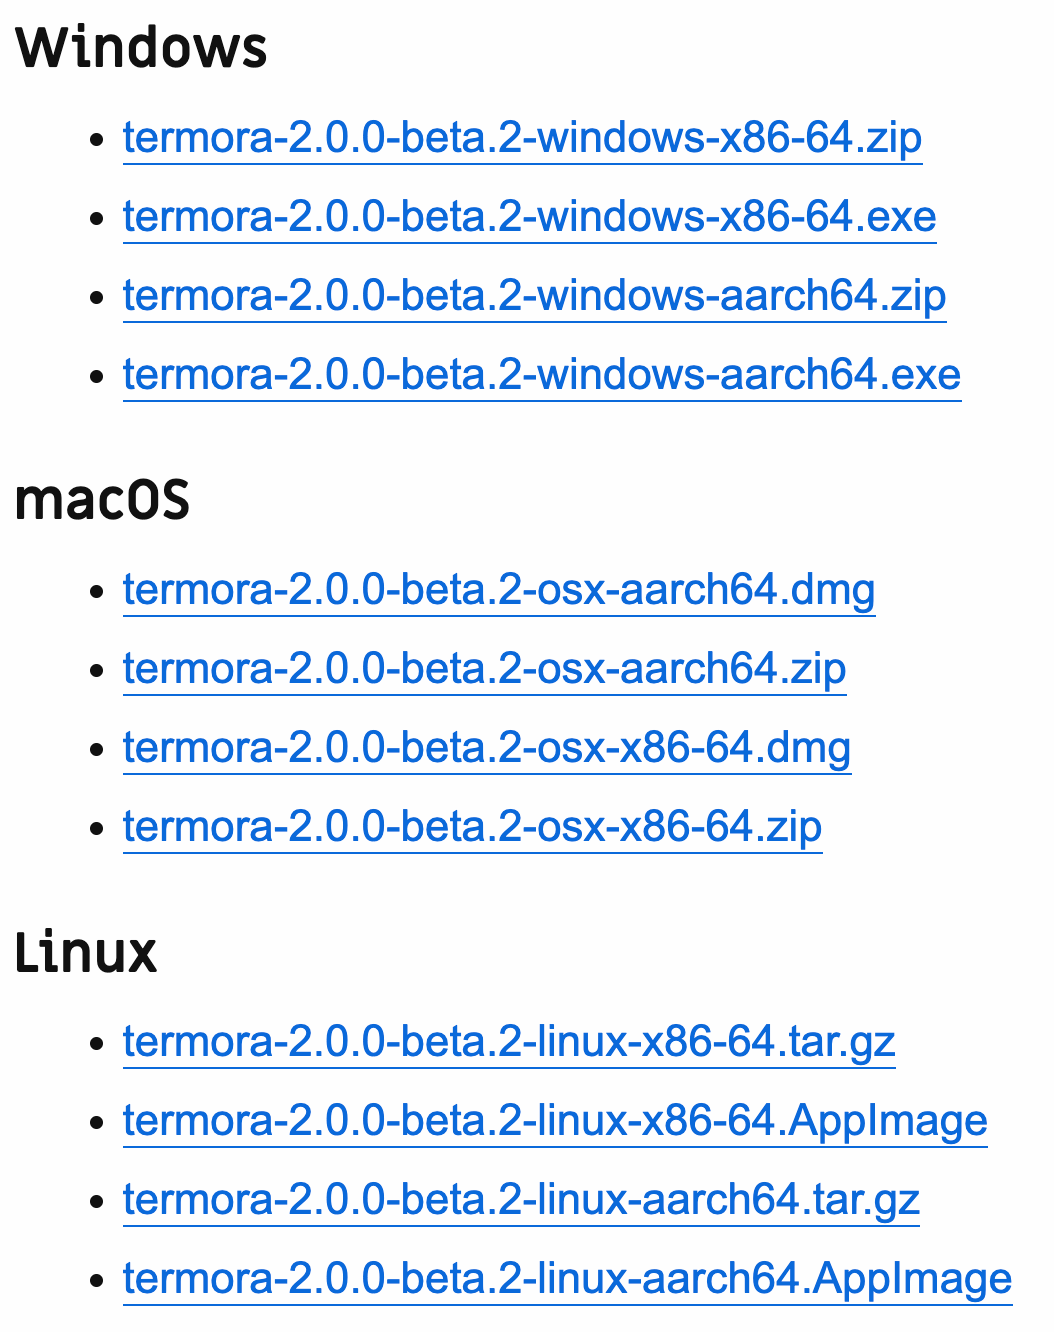 Windows
termora-2.0.0-beta.2-windows-x86-64.zip
termora-2.0.0-beta.2-windows-x86-64.exe
termora-2.0.0-beta.2-windows-aarch64.zip
termora-2.0.0-beta.2-windows-aarch64.exe
macOS
termora-2.0.0-beta.2-osx-aarch64.dmg
termora-2.0.0-beta.2-osx-aarch64.zip
termora-2.0.0-beta.2-osx-x86-64.dmg
termora-2.0.0-beta.2-osx-x86-64.zip
Linux
termora-2.0.0-beta.2-linux-x86-64.tar.gz
termora-2.0.0-beta.2-linux-x86-64.AppImage
termora-2.0.0-beta.2-linux-aarch64.tar.gz
termora-2.0.0-beta.2-linux-aarch64.AppImage